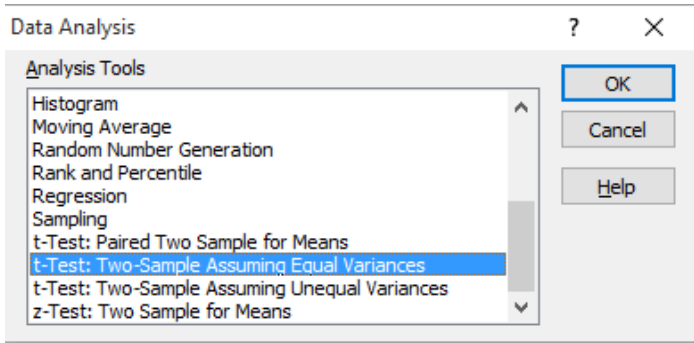 Data Analysis ? ×
Analysis Tools
Histogram
Moving Average
Random Number Generation
Rank and Percentile
Regression
Sampling
t-Test: Paired Two Sample for Means
t-Test: Two-Sample Assuming Equal Variances
t-Test: Two-Sample Assuming Unequal Variances
z-Test: Two Sample for Means
OK
Cancel
Help